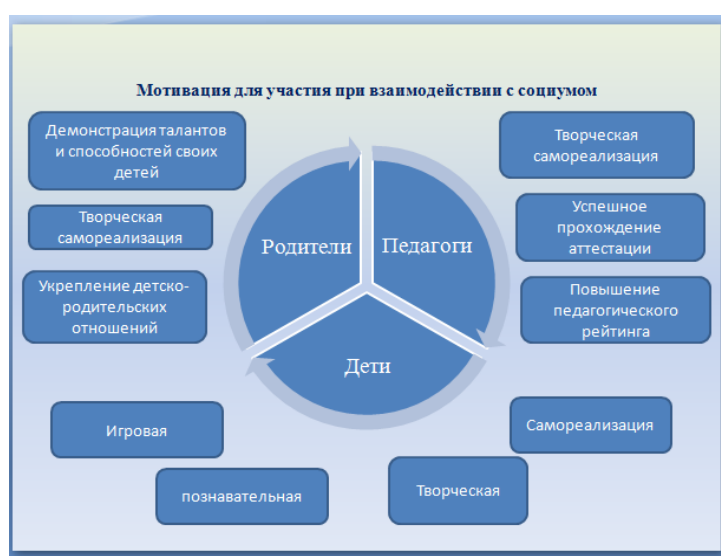 Мотивация для участия при взаимодействии с социумом
Демонстрация талантов
и способностей своих
детей
Творческая
самореализация
Укрепление детско-
родительских
отношений
Родители
Педагоги
Дети
Творческая
самореализация
Успешное
прохождение
аттестации
Повышение
педагогического
рейтинга
Игровая
познавательная
Творческая
Самореализация